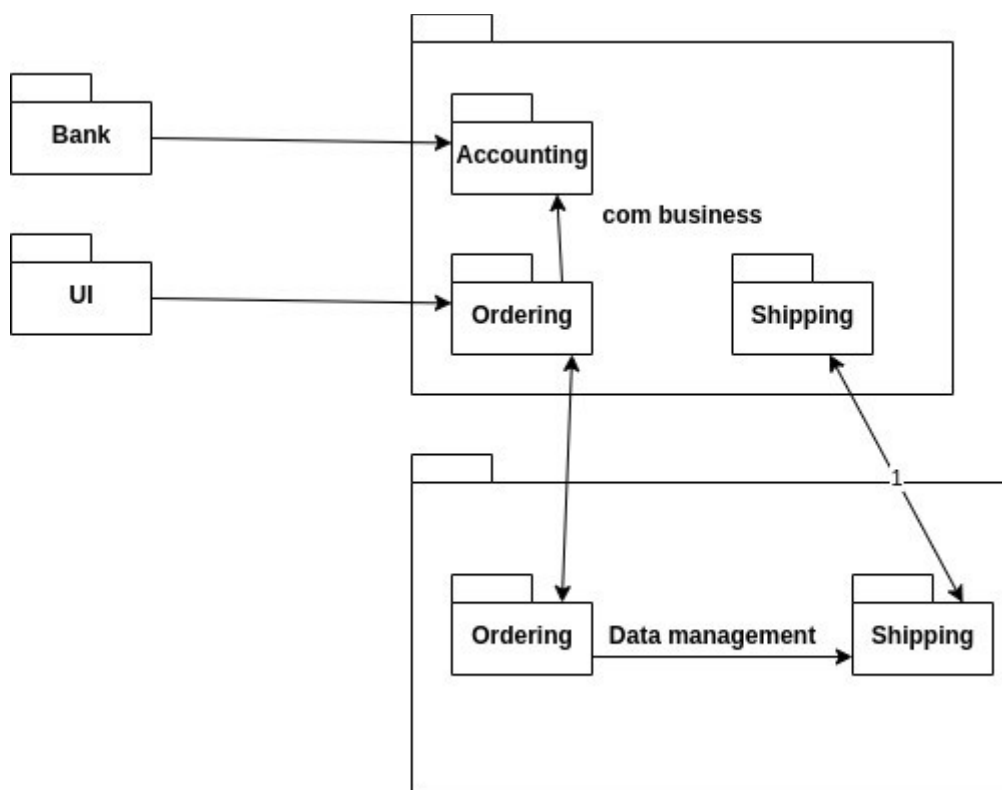 Bank
Accounting
com business
UI
Ordering
Shipping
1
Ordering
Data management
Shipping